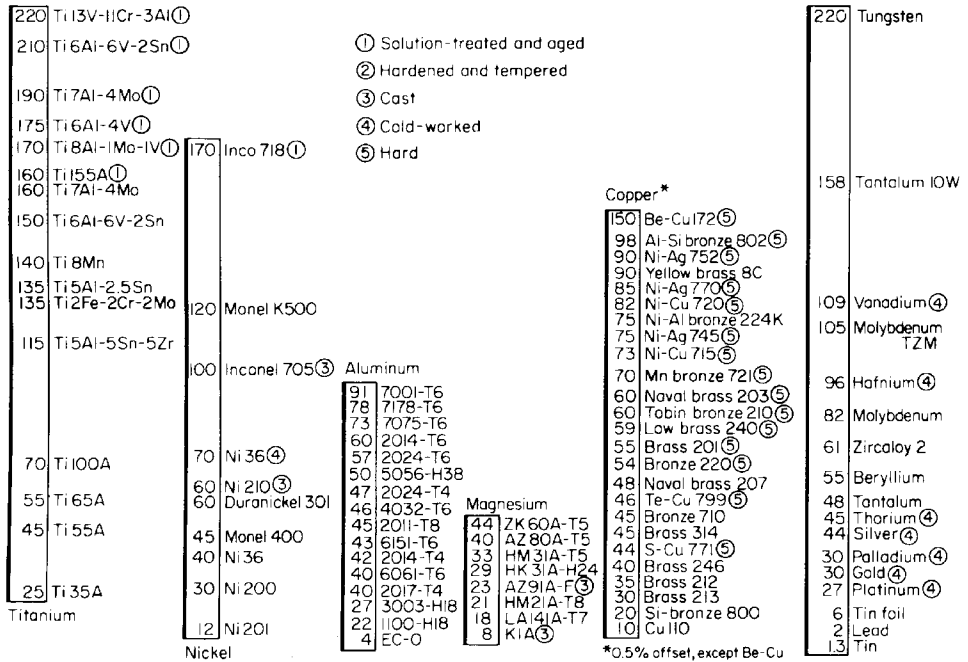 220 Ti 13V-11Cr-3Al①
210 Ti 6Al-6V-2Sn①
190 Ti 7Al-4Mo①
175 Ti 6Al-4V①
170 Ti 8Al-1Mo-1V①
160 Ti 155A①
160 Ti 7Al-4Mo
150 Ti 6Al-6V-2Sn
140 Ti 8Mn
135 Ti 5Al-2.5Sn
135 Ti 2Fe-2Cr-2Mo
115 Ti 5Al-5Sn-5Zr
70 Ti 100A
55 Ti 65A
45 Ti 55A
25 Ti 35A
Titanium
① Solution-treated and aged
② Hardened and tempered
③ Cast
④ Cold-worked
⑤ Hard
170 Inco 718①
120 Monel K500
100 Inconel 705③
70 Ni 36④
60 Ni 210③
60 Duranickel 301
45 Monel 400
40 Ni 36
30 Ni 200
12 Ni 201
Nickel
Aluminum
91 7001-T6
78 7178-T6
73 7075-T6
60 2014-T6
57 2024-T6
50 5056-H38
47 2024-T4
46 4032-T6
45 2011-T8
43 6151-T6
42 2014-T4
40 6061-T6
40 2017-T4
27 3003-H18
22 1100-H18
4 EC-0
Magnesium
44 ZK 60A-T5
40 AZ 80A-T5
33 HM 31A-T5
29 HK 31A-H24
23 AZ91A-F③
21 HM21A-T8
18 LA141A-T7
8 K1A③
Copper*
150 Be-Cu 172⑤
98 Al-Si bronze 802⑤
90 Ni-Ag 752⑤
90 Yellow brass 8C
85 Ni-Ag 770⑤
82 Ni-Cu 720⑤
75 Ni-Al bronze 224K
75 Ni-Ag 745⑤
73 Ni-Cu 715⑤
70 Mn bronze 721⑤
60 Naval brass 203⑤
60 Tobin bronze 210⑤
59 Low brass 240⑤
55 Brass 201⑤
54 Bronze 220⑤
48 Naval brass 207
46 Te-Cu 799⑤
45 Bronze 710
45 Brass 314
44 S-Cu 771⑤
40 Brass 246
35 Brass 212
30 Brass 213
20 Si-bronze 800
10 Cu 110
*0.5% offset, except Be-Cu
220 Tungsten
158 Tantalum 10W
109 Vanadium④
105 Molybdenum
TZM
96 Hafnium④
82 Molybdenum
61 Zircaloy 2
55 Beryllium
48 Tantalum
45 Thorium④
44 Silver④
30 Palladium④
30 Gold④
27 Platinum④
6 Tin foil
2 Lead
1.3 Tin